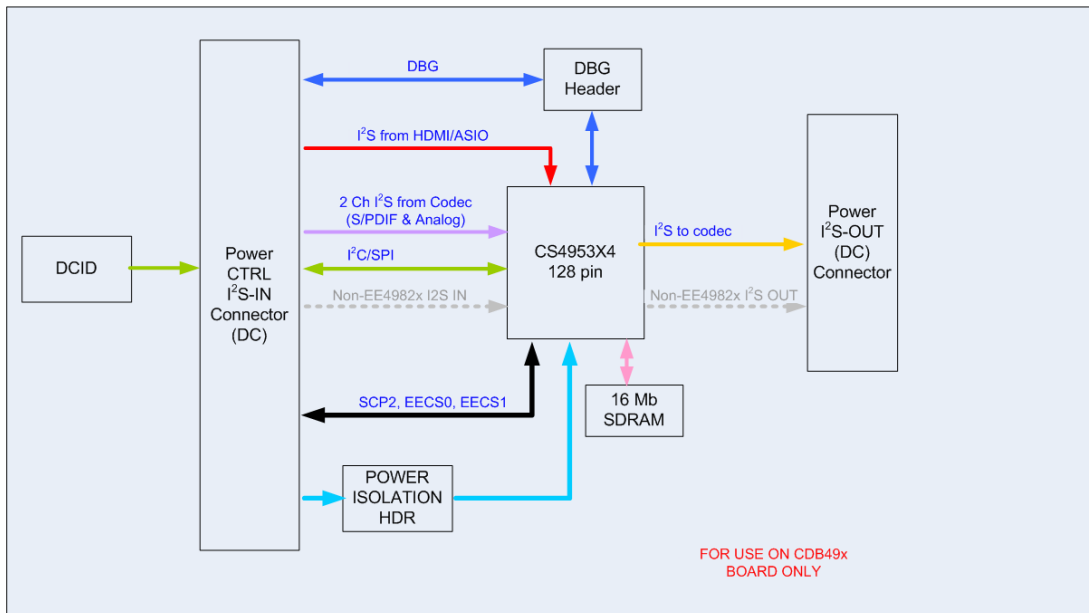 DBG
DBG
Header
I²S from HDMI/ASIO
2 Ch I²S from Codec
(S/PDIF & Analog)
I²C/SPI
Non-EE4982x I2S IN
DCID
Power
CTRL
I²S-IN
Connector
(DC)
CS4953X4
128 pin
I²S to codec
Non-EE4982x I²S OUT
Power
I²S-OUT
(DC)
Connector
SCP2, EECS0, EECS1
16 Mb
SDRAM
POWER
ISOLATION
HDR
FOR USE ON CDB49x
BOARD ONLY